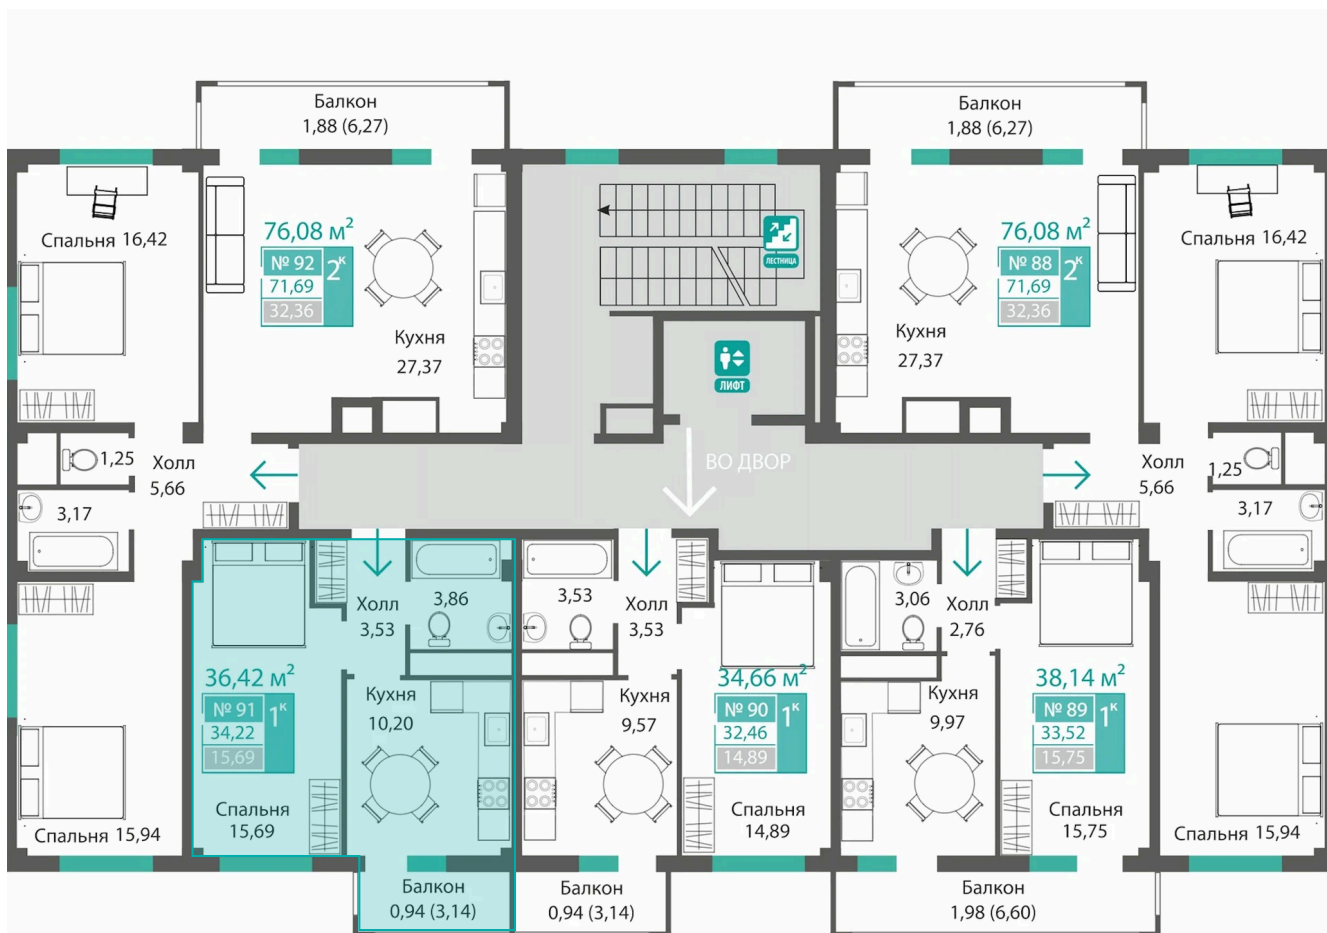 Балкон
1,88 (6,27)
Балкон
1,88 (6,27)
Спальня 16,42
76,08 м²
№ 92
2к
71,69
32,36
Кухня
27,37
ЛЕСТНИЦА
ЛИФТ
76,08 м²
№ 88
2к
71,69
32,36
Кухня
27,37
Спальня 16,42
1,25
Холл
5,66
3,17
ВО ДВОР
Холл
5,66
1,25
3,17
Холл
3,53
3,86
3,53
Холл
3,53
3,06
Холл
2,76
36,42 м²
№ 91
1к
34,22
15,69
Кухня
10,20
Кухня
9,57
34,66 м²
№ 90
1к
32,46
14,89
Кухня
9,97
38,14 м²
№ 89
1к
33,52
15,75
Спальня 15,94
Спальня
15,69
Спальня
14,89
Спальня
15,75
Спальня 15,94
Балкон
0,94 (3,14)
Балкон
0,94 (3,14)
Балкон
1,98 (6,60)